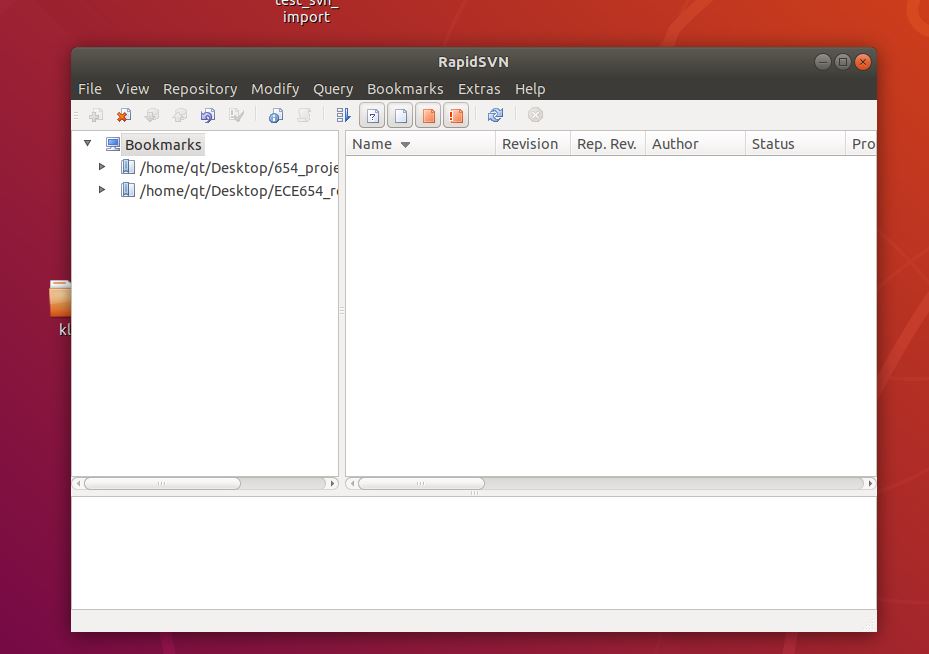 test_svn_
import
RapidSVN
File View Repository Modify Query Bookmarks Extras Help
Bookmarks
/home/qt/Desktop/654_proje
/home/qt/Desktop/ECE654_r
Name Revision Rep. Rev. Author Status Pro
kl